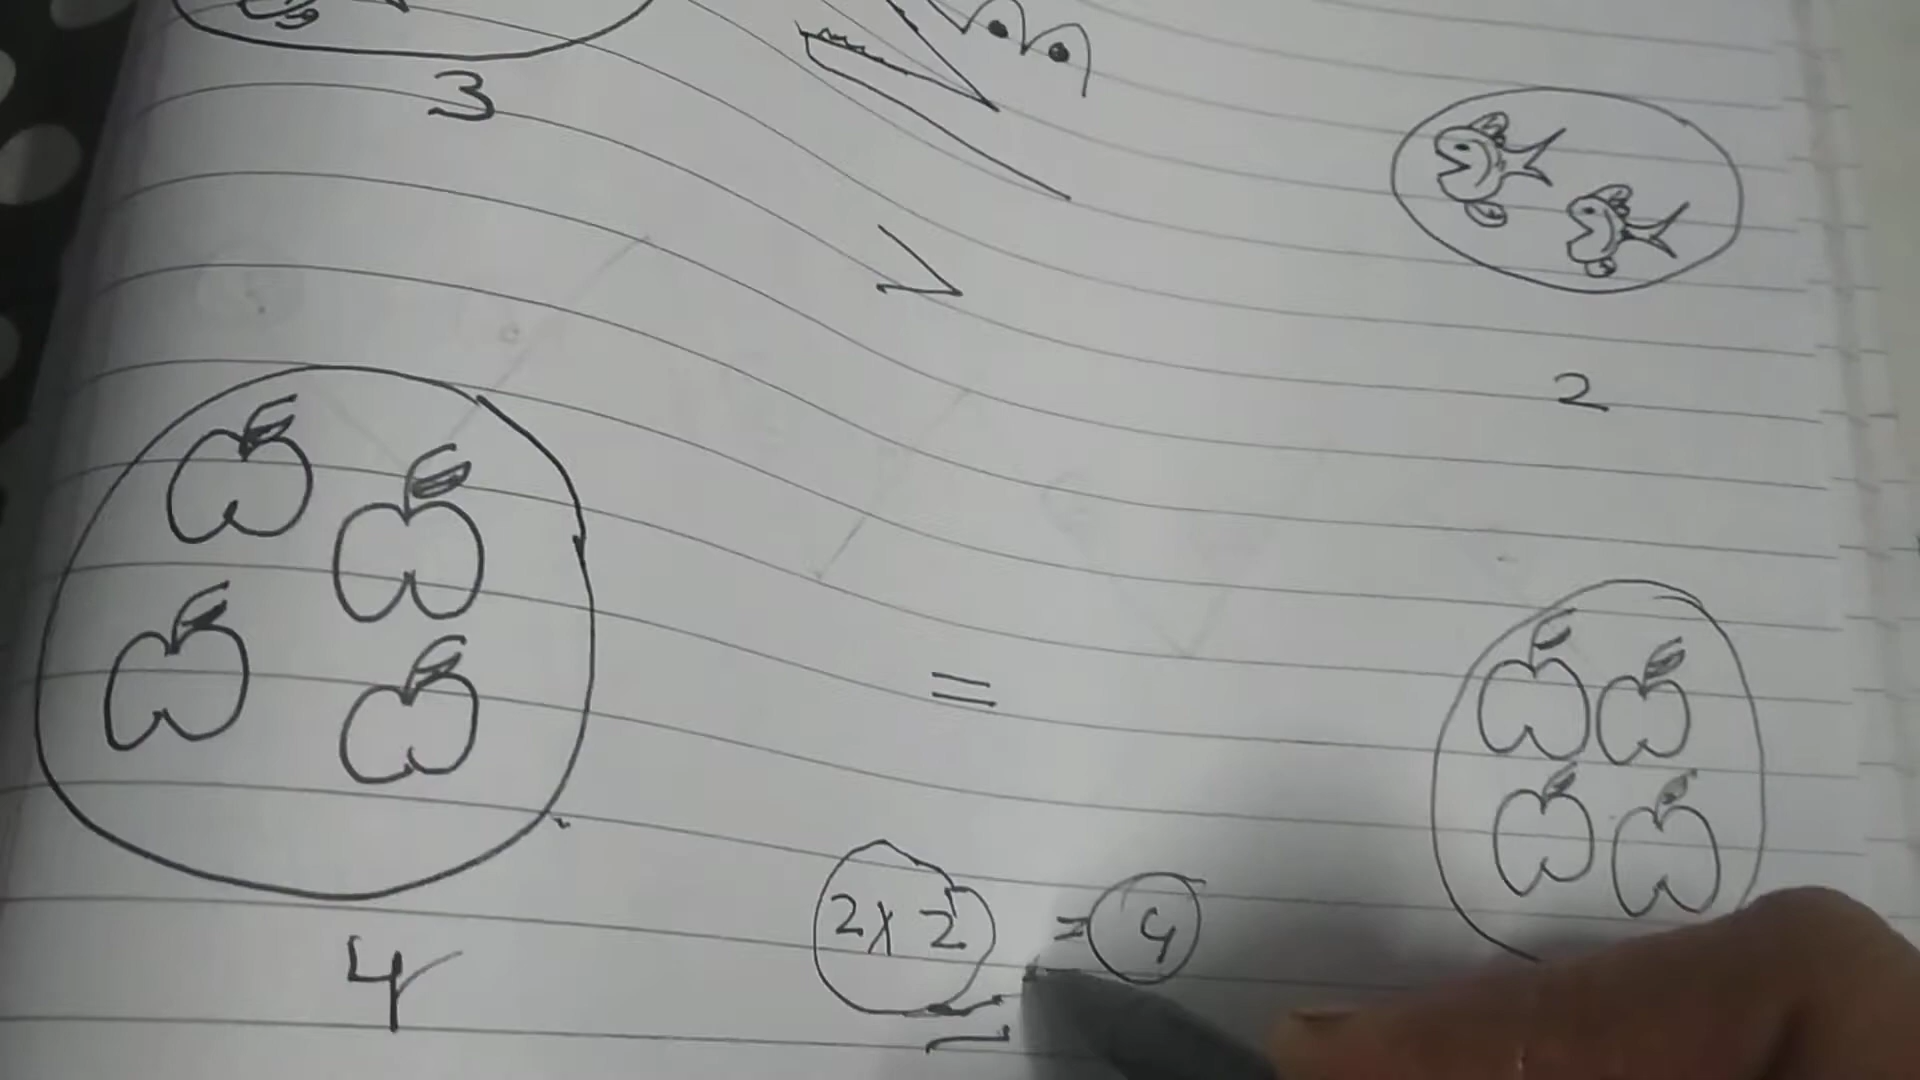 3 > 2
=
4
2x2 = 4